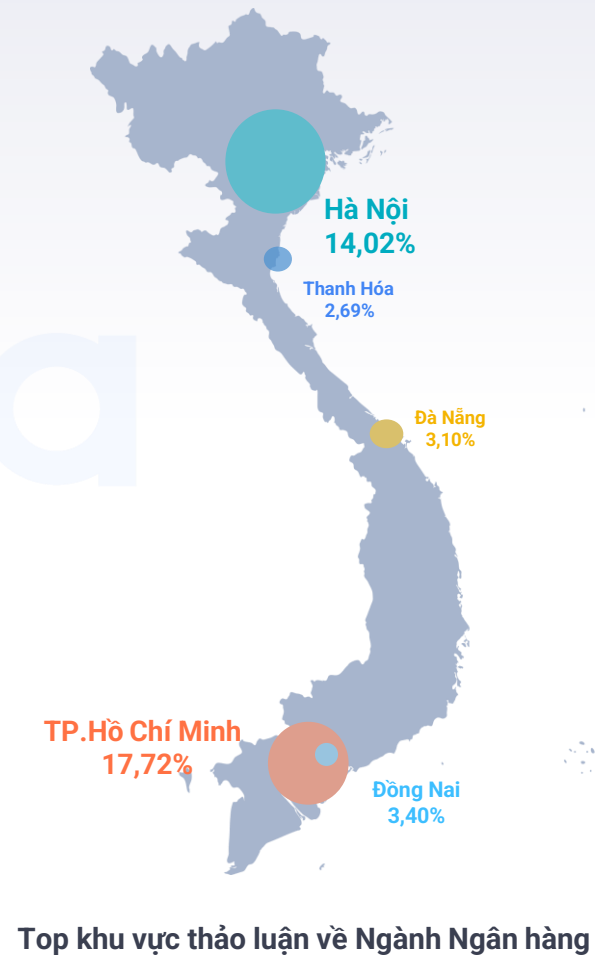 Hà Nội
14,02%
Thanh Hóa
2,69%
Đà Nẵng
3,10%
TP.Hồ Chí Minh
17,72%
Đồng Nai
3,40%
Top khu vực thảo luận về Ngành Ngân hàng